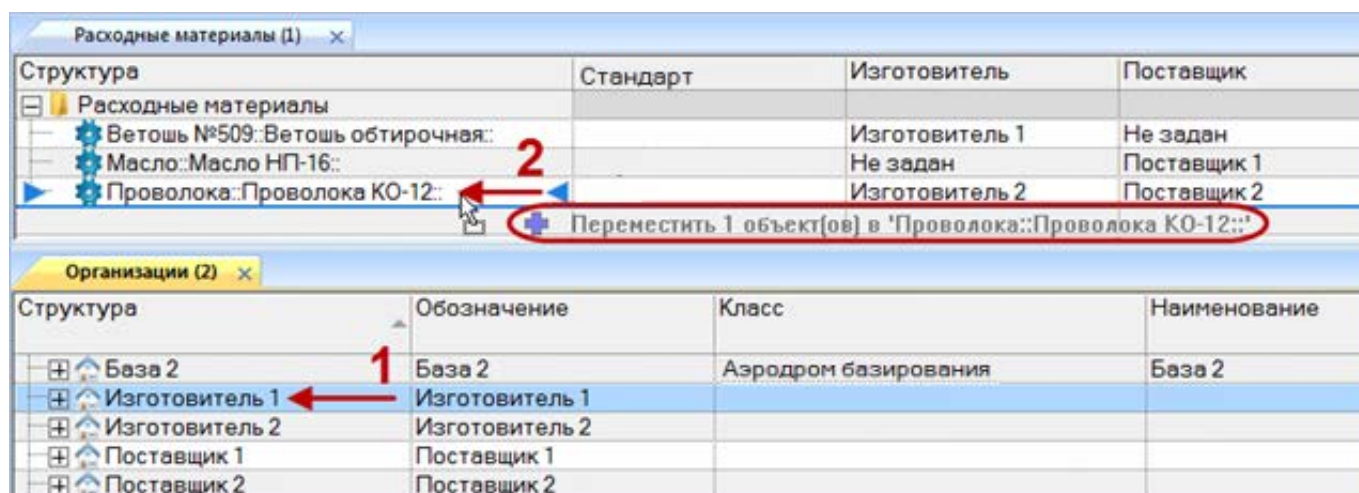 Расходные материалы (1)
Структура Стандарт Изготовитель Поставщик
Расходные материалы
Ветошь №509::Ветошь обтирочная:: Изготовитель 1 Не задан
Масло::Масло НП-16:: Не задан Поставщик 1
Проволока::Проволока КО-12:: Изготовитель 2 Поставщик 2
2
Переместить 1 объект(ов) в 'Проволока::Проволока КО-12::'
Организации (2)
Структура Обозначение Класс Наименование
База 2 База 2 Аэродром базирования База 2
1
Изготовитель 1 Изготовитель 1
Изготовитель 2 Изготовитель 2
Поставщик 1 Поставщик 1
Поставщик 2 Поставщик 2